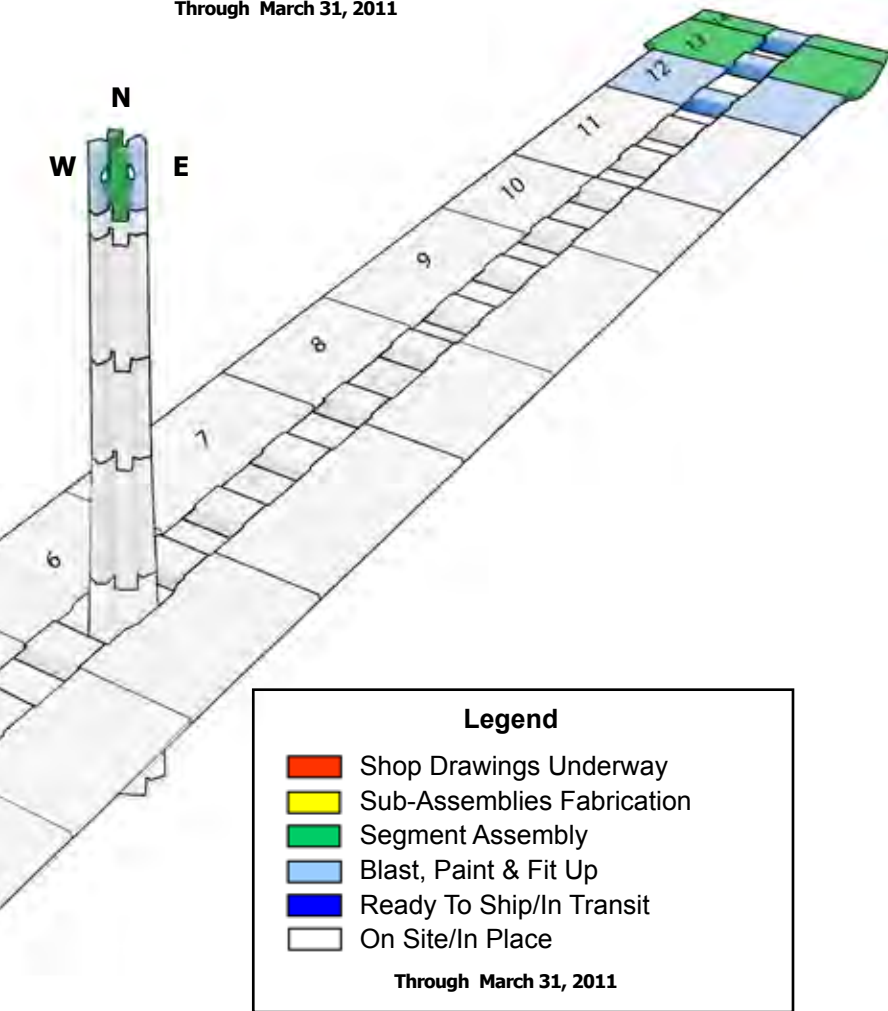 Through March 31, 2011
N
W E
14
13
12
11
10
9
8
7
6
Legend
Shop Drawings Underway
Sub-Assemblies Fabrication
Segment Assembly
Blast, Paint & Fit Up
Ready To Ship/In Transit
On Site/In Place
Through March 31, 2011